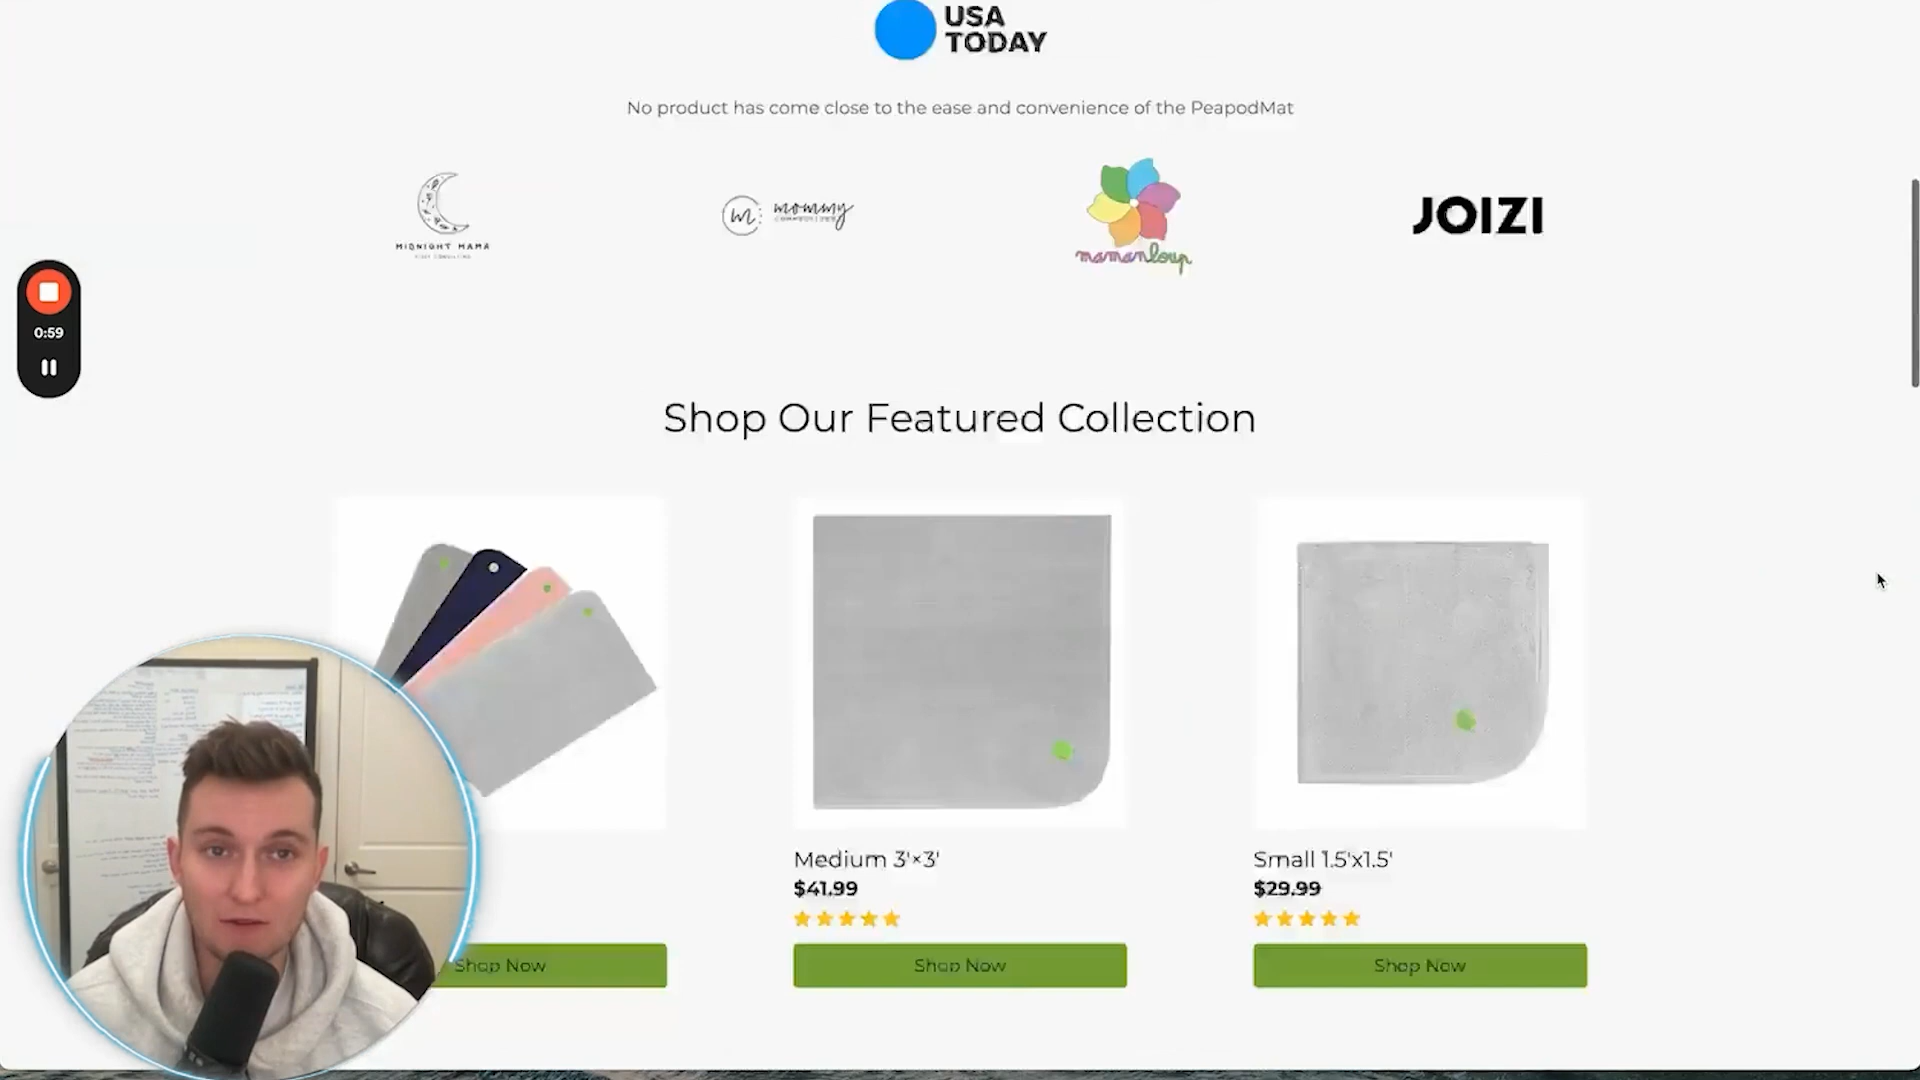 USA
TODAY
No product has come close to the ease and convenience of the PeapodMat
MIDNIGHT MAMA
mommy
mamanloup
JOIZI
0:59
Shop Our Featured Collection
Medium 3'×3'
$41.99
Small 1.5'x1.5'
$29.99
Shop Now
Shop Now
Shop Now